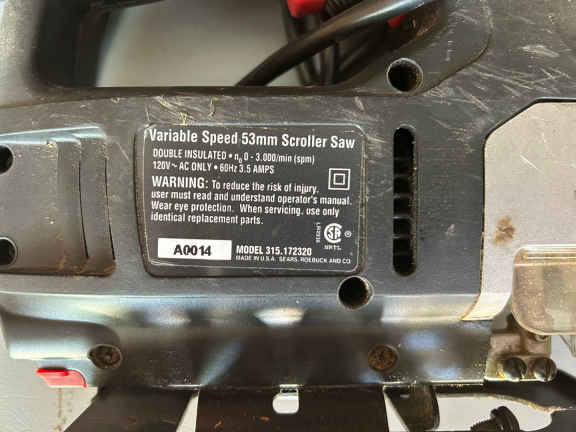 Variable Speed 53mm Scroller Saw
DOUBLE INSULATED • n₀ 0 - 3.000/min (spm)
120V ~ AC ONLY • 60Hz 3.5 AMPS
WARNING: To reduce the risk of injury,
user must read and understand operator's manual.
Wear eye protection. When servicing, use only
identical replacement parts.
LR9328
NRTL
A0014
MODEL 315.172320
MADE IN U.S.A. SEARS, ROEBUCK AND CO